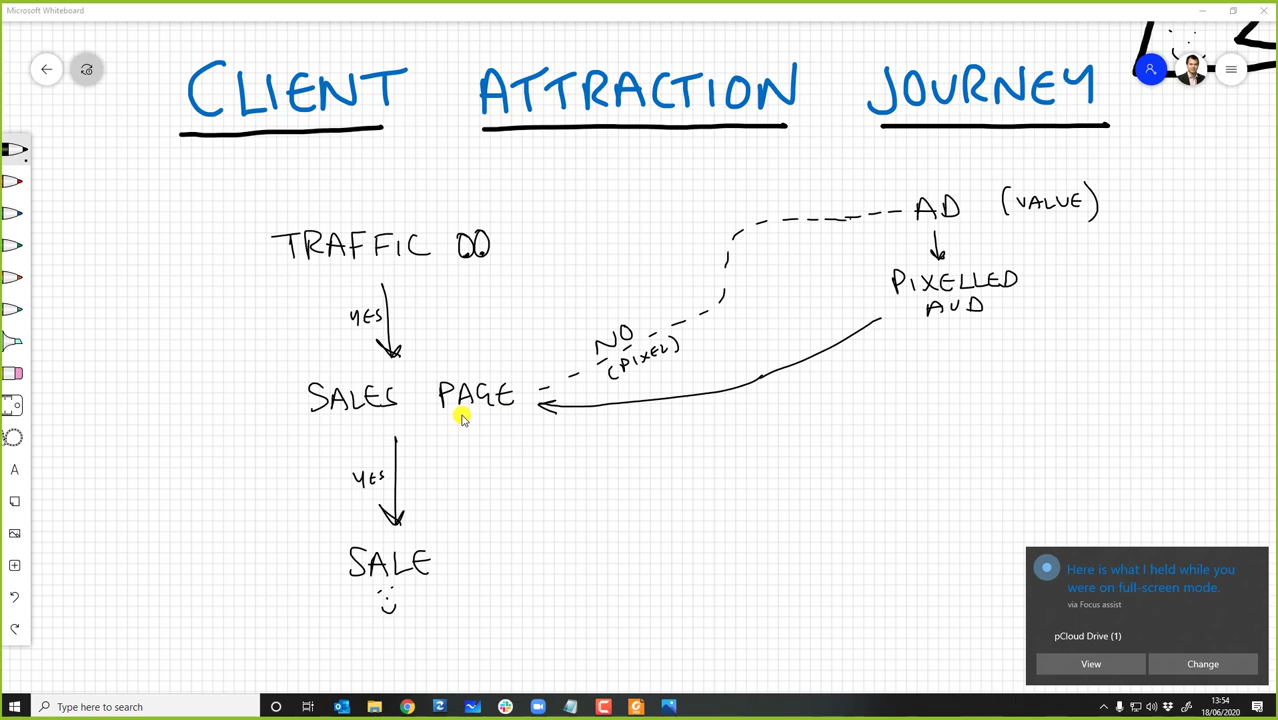 Microsoft Whiteboard
CLIENT ATTRACTION JOURNEY
AD (VALUE)
TRAFFIC
PIXELLED
AUD
YES
NO
(PIXEL)
SALES PAGE
YES
SALE
A
Here is what I held while you
were on full-screen mode.
via Focus assist
pCloud Drive (1)
View Change
Type here to search
13:54
18/06/2020